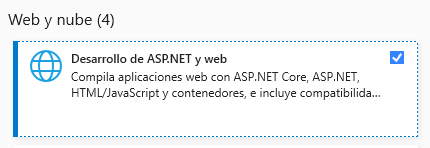 Web y nube (4)
Desarrollo de ASP.NET y web
Compila aplicaciones web con ASP.NET Core, ASP.NET,
HTML/JavaScript y contenedores, e incluye compatibilida...